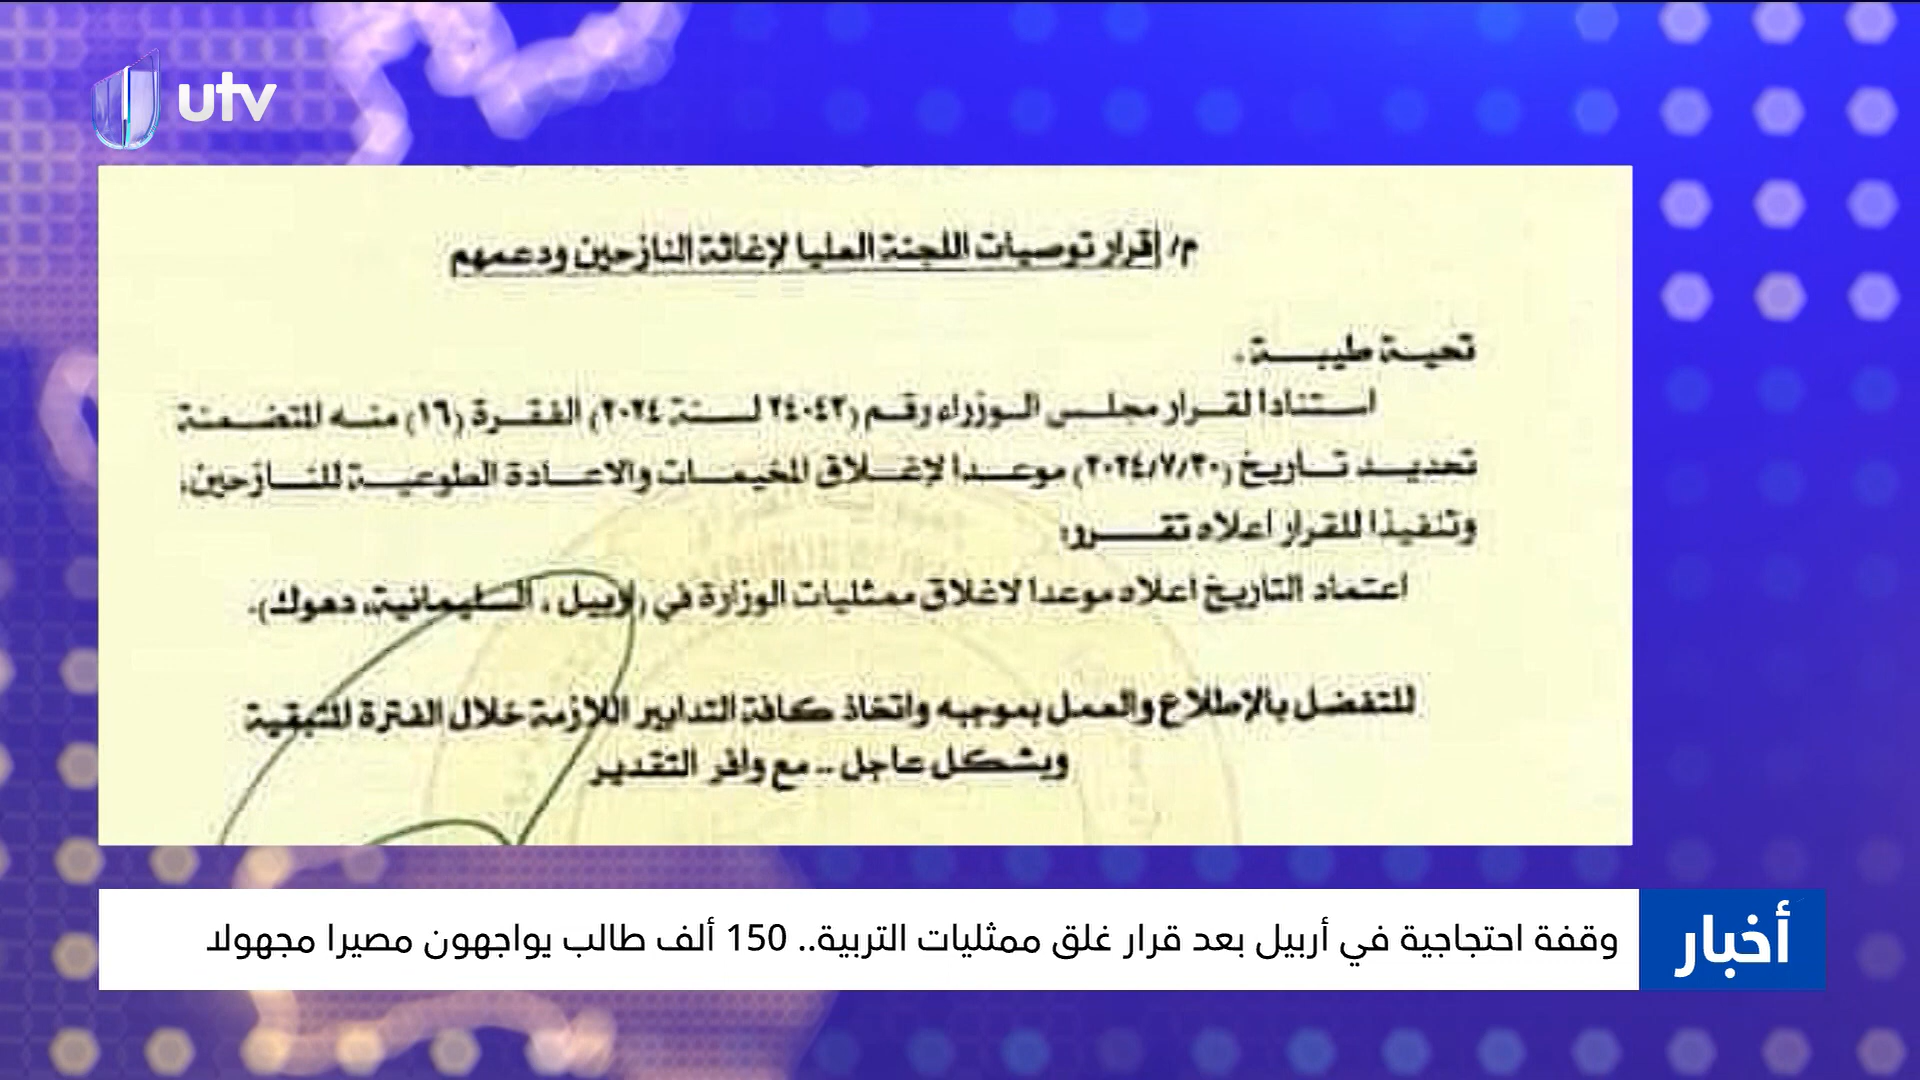 utv
م/ إقرار توصيات اللجنة العليا لإغاثة النازحين ودعمهم
تحية طيبة،
استنادا لقرار مجلس الوزراء رقم (٢٤٠٤٢ لسنة ٢٠٢٤) الفقرة (١٦) منه المتضمنة
تحديد تاريخ (٢٠٢٤/٧/٣٠) موعدا لإغلاق المخيمات والاعادة الطوعية للنازحين،
وتنفيذا للقرار اعلاه تقرر:
اعتماد التاريخ اعلاه موعدا لاغلاق ممثليات الوزارة في (اربيل، السليمانية، دهوك).
للتفضل بالإطلاع والعمل بموجبه واتخاذ كافة التدابير اللازمة خلال الفترة المتبقية
وبشكل عاجل .. مع وافر التقدير
أخبار
وقفة احتجاجية في أربيل بعد قرار غلق ممثليات التربية.. 150 ألف طالب يواجهون مصيرا مجهولا